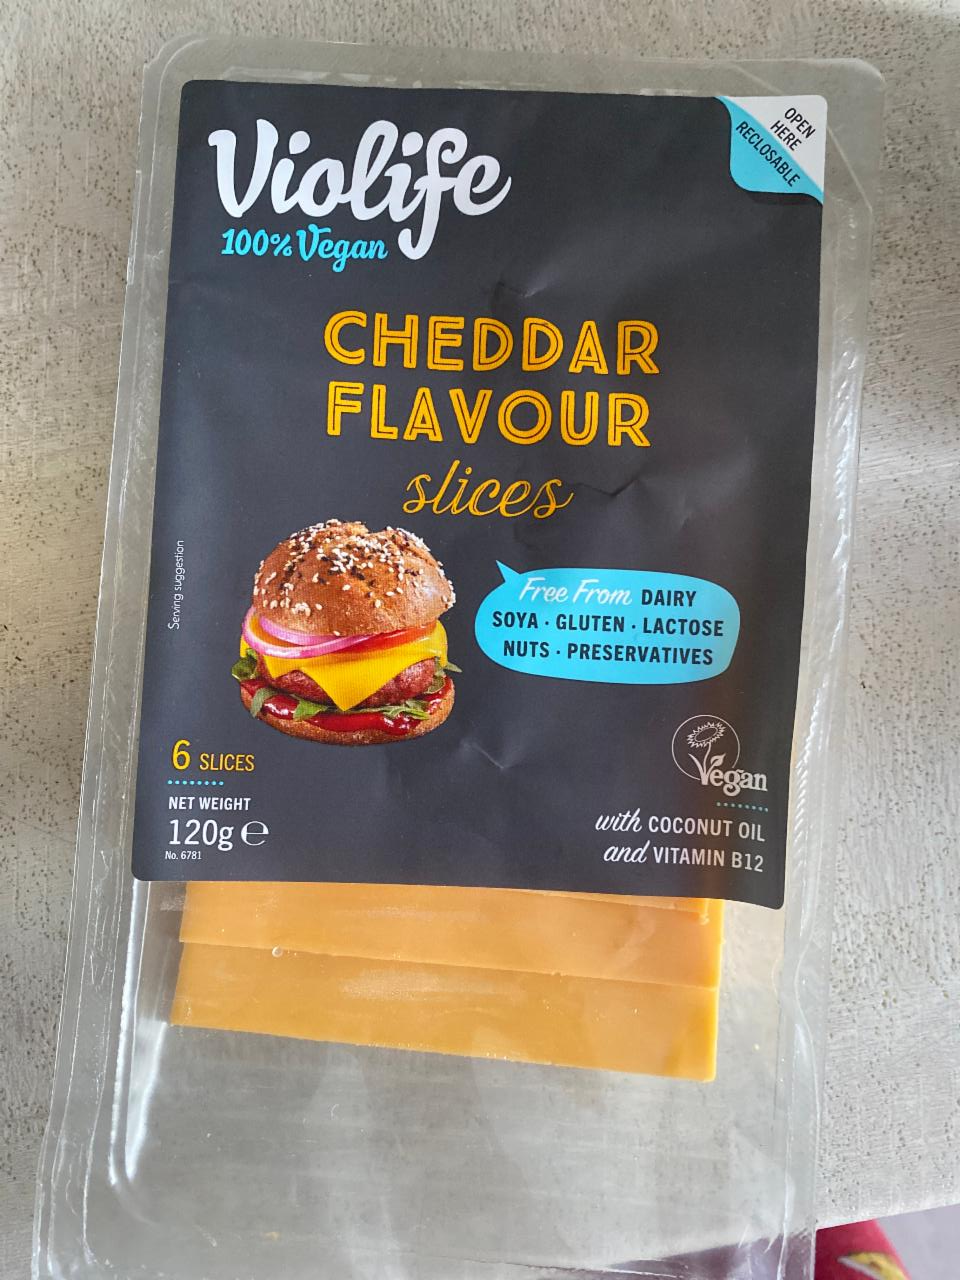 Violife
100% Vegan
OPEN
HERE
RECLOSABLE
CHEDDAR
FLAVOUR
slices
Serving suggestion
Free From DAIRY
SOYA · GLUTEN · LACTOSE
NUTS · PRESERVATIVES
6 SLICES
NET WEIGHT
120g ℮
No. 6781
Vegan
with COCONUT OIL
and VITAMIN B12